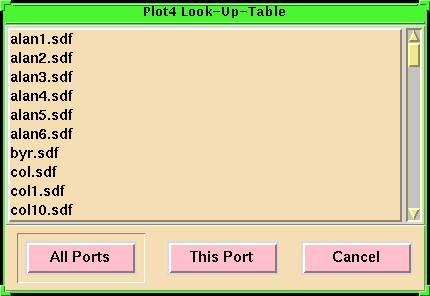 Plot4 Look-Up-Table
alan1.sdf
alan2.sdf
alan3.sdf
alan4.sdf
alan5.sdf
alan6.sdf
byr.sdf
col.sdf
col1.sdf
col10.sdf
All Ports
This Port
Cancel